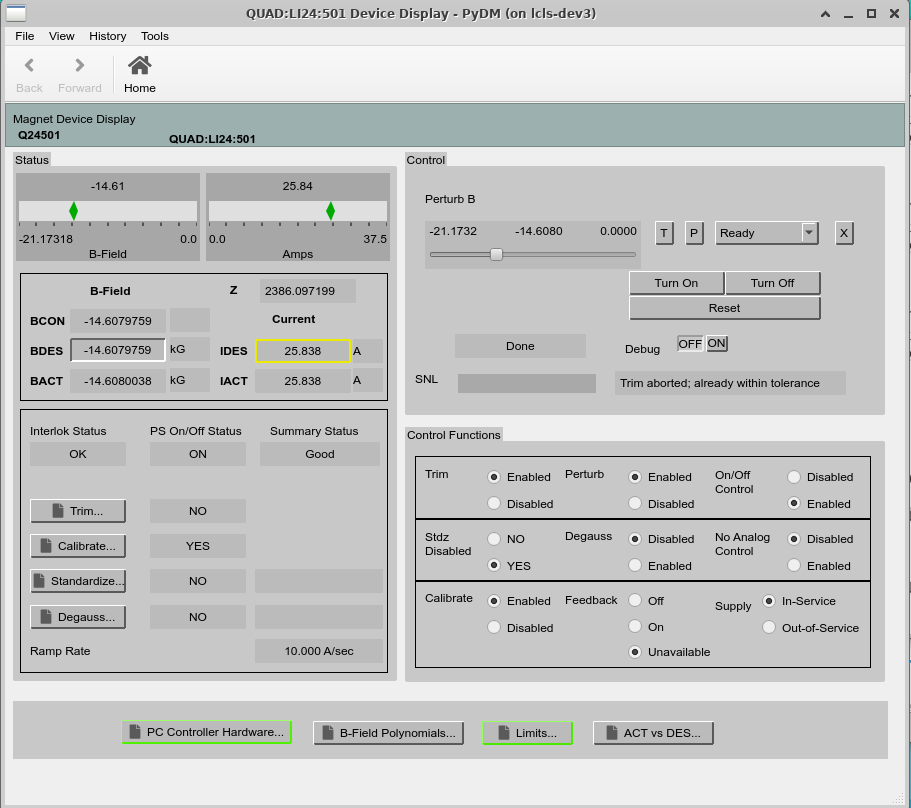 QUAD:LI24:501 Device Display - PyDM (on lcls-dev3)
File View History Tools
Back Forward Home
Magnet Device Display
Q24501
QUAD:LI24:501
Status
-14.61
-21.17318 0.0
B-Field
25.84
0.0 37.5
Amps
B-Field Z 2386.097199
BCON -14.6079759 Current
BDES -14.6079759 kG IDES 25.838 A
BACT -14.6080038 kG IACT 25.838 A
Interlok Status PS On/Off Status Summary Status
OK ON Good
Trim... NO
Calibrate... YES
Standardize... NO
Degauss... NO
Ramp Rate 10.000 A/sec
Control
Perturb B
-21.1732 -14.6080 0.0000 T P Ready X
Turn On Turn Off
Reset
Done Debug OFF ON
SNL Trim aborted; already within tolerance
Control Functions
Trim Enabled Disabled
Perturb Enabled Disabled
On/Off
Control
Disabled Enabled
Stdz
Disabled
NO YES
Degauss Disabled Enabled
No Analog
Control
Disabled Enabled
Calibrate Enabled Disabled
Feedback Off On Unavailable
Supply In-Service Out-of-Service
PC Controller Hardware... B-Field Polynomials... Limits... ACT vs DES...